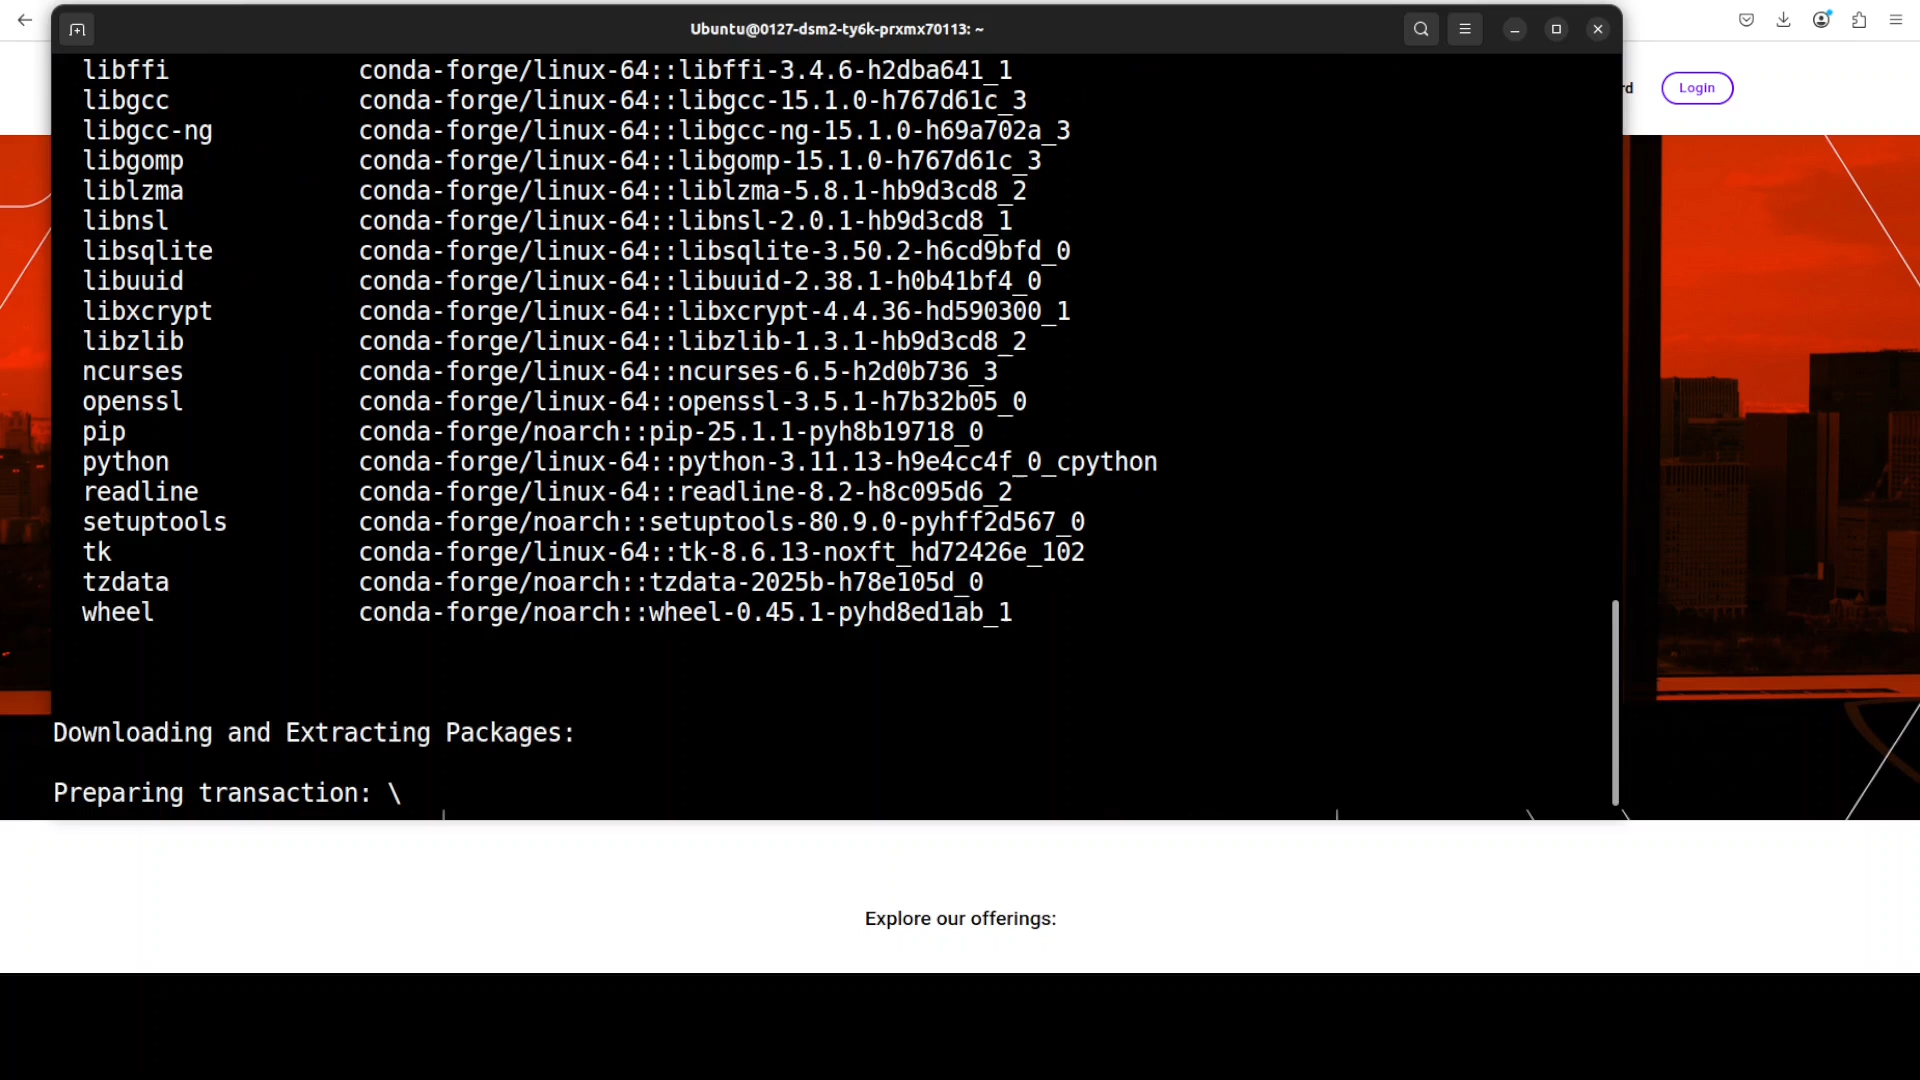 Ubuntu@0127-dsm2-ty6k-prxmx70113: ~
libffi conda-forge/linux-64::libffi-3.4.6-h2dba641_1
libgcc conda-forge/linux-64::libgcc-15.1.0-h767d61c_3
libgcc-ng conda-forge/linux-64::libgcc-ng-15.1.0-h69a702a_3
libgomp conda-forge/linux-64::libgomp-15.1.0-h767d61c_3
liblzma conda-forge/linux-64::liblzma-5.8.1-hb9d3cd8_2
libnsl conda-forge/linux-64::libnsl-2.0.1-hb9d3cd8_1
libsqlite conda-forge/linux-64::libsqlite-3.50.2-h6cd9bfd_0
libuuid conda-forge/linux-64::libuuid-2.38.1-h0b41bf4_0
libxcrypt conda-forge/linux-64::libxcrypt-4.4.36-hd590300_1
libzlib conda-forge/linux-64::libzlib-1.3.1-hb9d3cd8_2
ncurses conda-forge/linux-64::ncurses-6.5-h2d0b736_3
openssl conda-forge/linux-64::openssl-3.5.1-h7b32b05_0
pip conda-forge/noarch::pip-25.1.1-pyh8b19718_0
python conda-forge/linux-64::python-3.11.13-h9e4cc4f_0_cpython
readline conda-forge/linux-64::readline-8.2-h8c095d6_2
setuptools conda-forge/noarch::setuptools-80.9.0-pyhff2d567_0
tk conda-forge/linux-64::tk-8.6.13-noxft_hd72426e_102
tzdata conda-forge/noarch::tzdata-2025b-h78e105d_0
wheel conda-forge/noarch::wheel-0.45.1-pyhd8ed1ab_1
Downloading and Extracting Packages:
Preparing transaction: \
rd
Login
Explore our offerings: